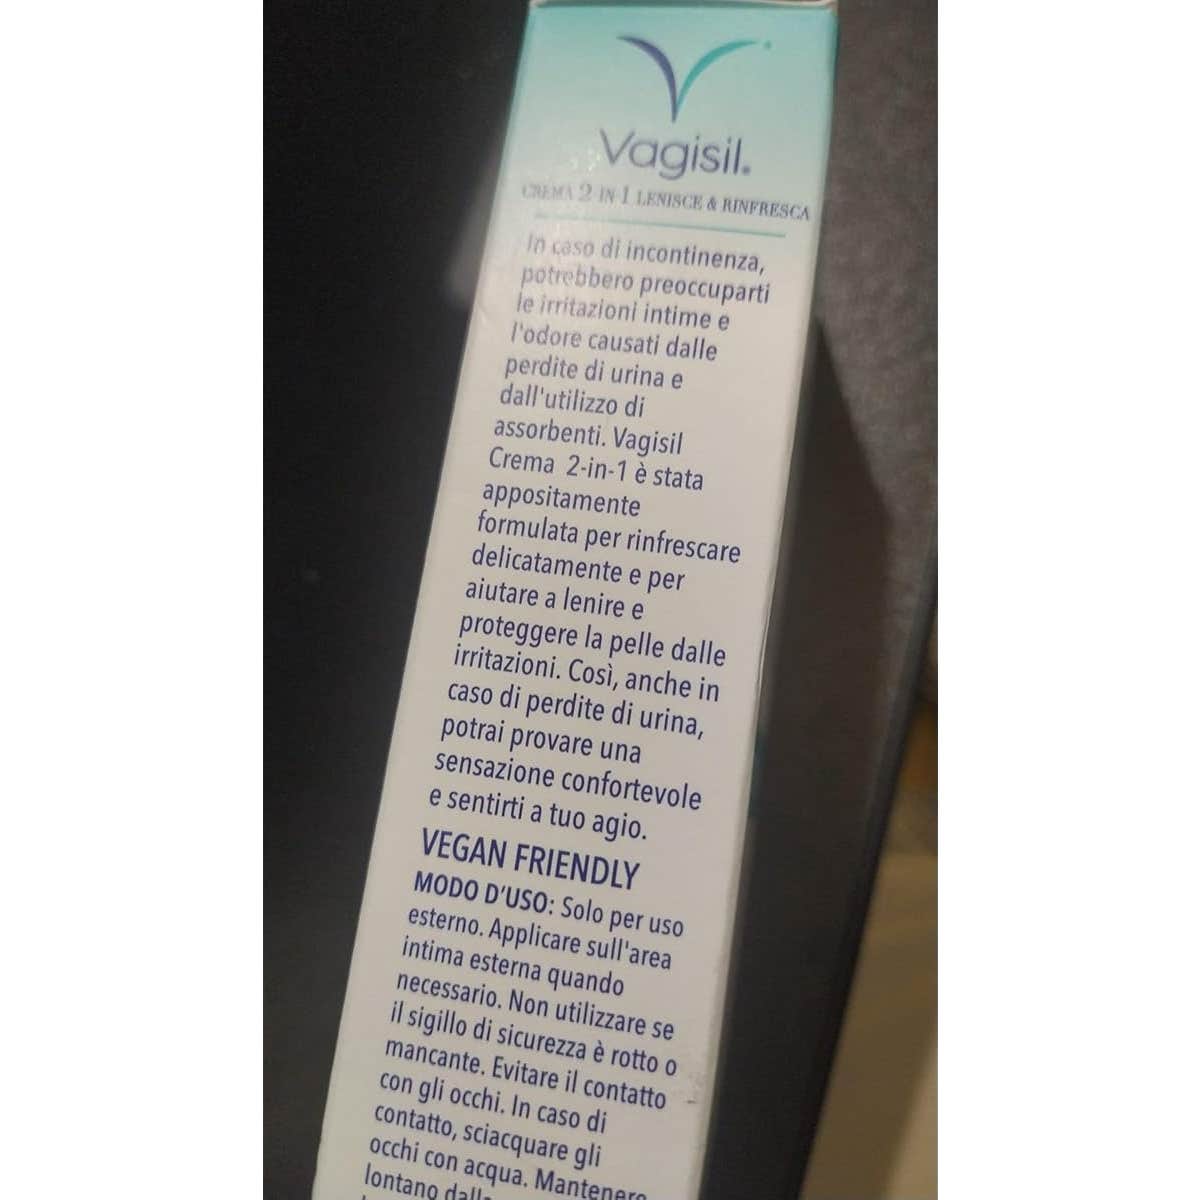 Vagisil.
CREMA 2-IN-1 LENISCE & RINFRESCA
In caso di incontinenza,
potrebbero preoccuparti
le irritazioni intime e
l'odore causati dalle
perdite di urina e
dall'utilizzo di
assorbenti. Vagisil
Crema 2-in-1 è stata
appositamente
formulata per rinfrescare
delicatamente e per
aiutare a lenire e
proteggere la pelle dalle
irritazioni. Così, anche in
caso di perdite di urina,
potrai provare una
sensazione confortevole
e sentirti a tuo agio.
VEGAN FRIENDLY
MODO D'USO: Solo per uso
esterno. Applicare sull'area
intima esterna quando
necessario. Non utilizzare se
il sigillo di sicurezza è rotto o
mancante. Evitare il contatto
con gli occhi. In caso di
contatto, sciacquare gli
occhi con acqua. Mantenere
lontano